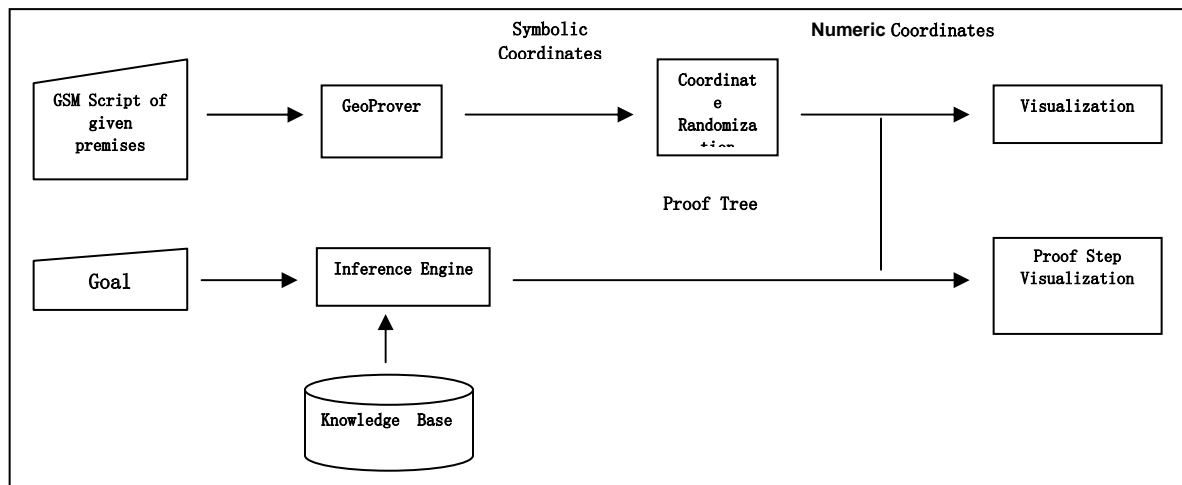 Symbolic
Coordinates
Numeric Coordinates
GSM Script of
given
premises
GeoProver
Coordinat
e
Randomiza
tion
Visualization
Proof Tree
Goal
Inference Engine
Proof Step
Visualization
Knowledge Base